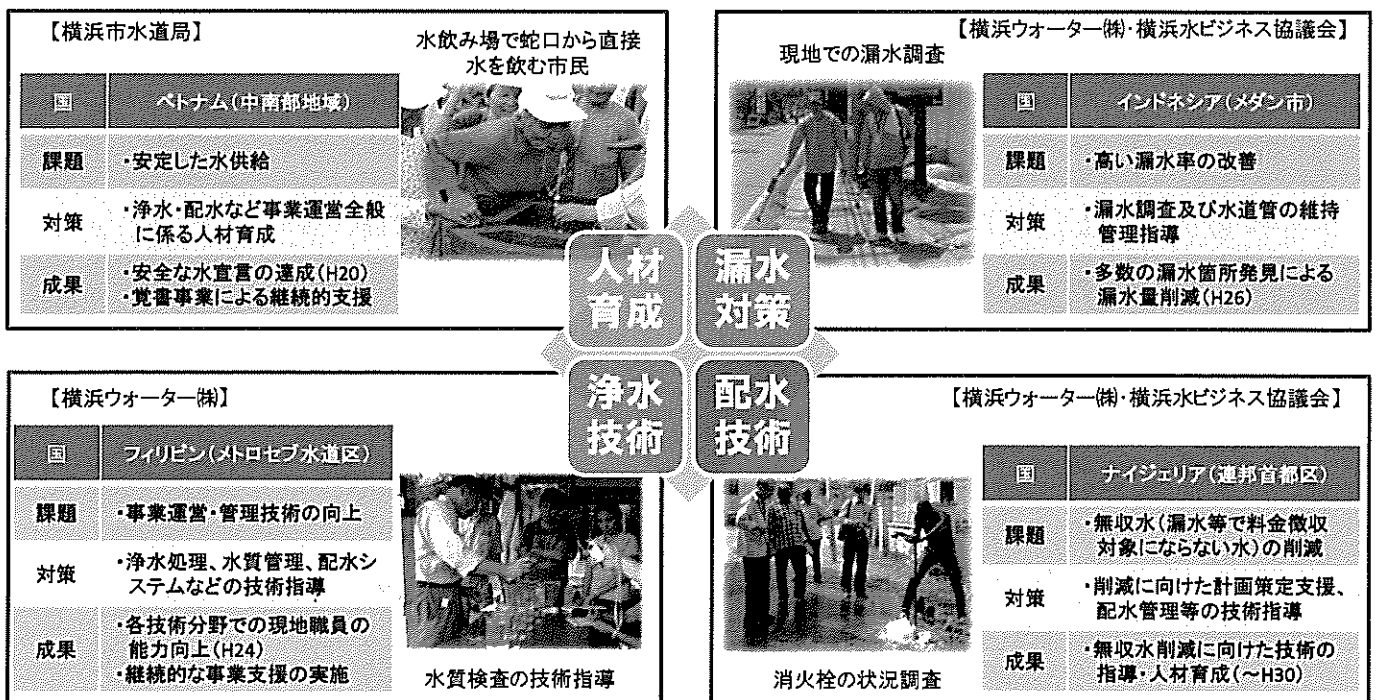 【横浜市水道局】
水飲み場で蛇口から直接
水を飲む市民
国
ベトナム(中南部地域)
課題
・安定した水供給
対策
・浄水・配水など事業運営全般
に係る人材育成
成果
・安全な水宣言の達成(H20)
・覚書事業による継続的支援
【横浜ウォーター㈱・横浜水ビジネス協議会】
現地での漏水調査
国
インドネシア(メダン市)
課題
・高い漏水率の改善
対策
・漏水調査及び水道管の維持
管理指導
成果
・多数の漏水箇所発見による
漏水量削減(H26)
人材
育成
漏水
対策
浄水
技術
配水
技術
【横浜ウォーター㈱】
国
フィリピン(メトロセブ水道区)
課題
・事業運営・管理技術の向上
対策
・浄水処理、水質管理、配水シ
ステムなどの技術指導
成果
・各技術分野での現地職員の
能力向上(H24)
・継続的な事業支援の実施
水質検査の技術指導
【横浜ウォーター㈱・横浜水ビジネス協議会】
国
ナイジェリア(連邦首都区)
課題
・無収水(漏水等で料金徴収
対象にならない水)の削減
対策
・削減に向けた計画策定支援、
配水管理等の技術指導
成果
・無収水削減に向けた技術の
指導・人材育成(～H30)
消火栓の状況調査